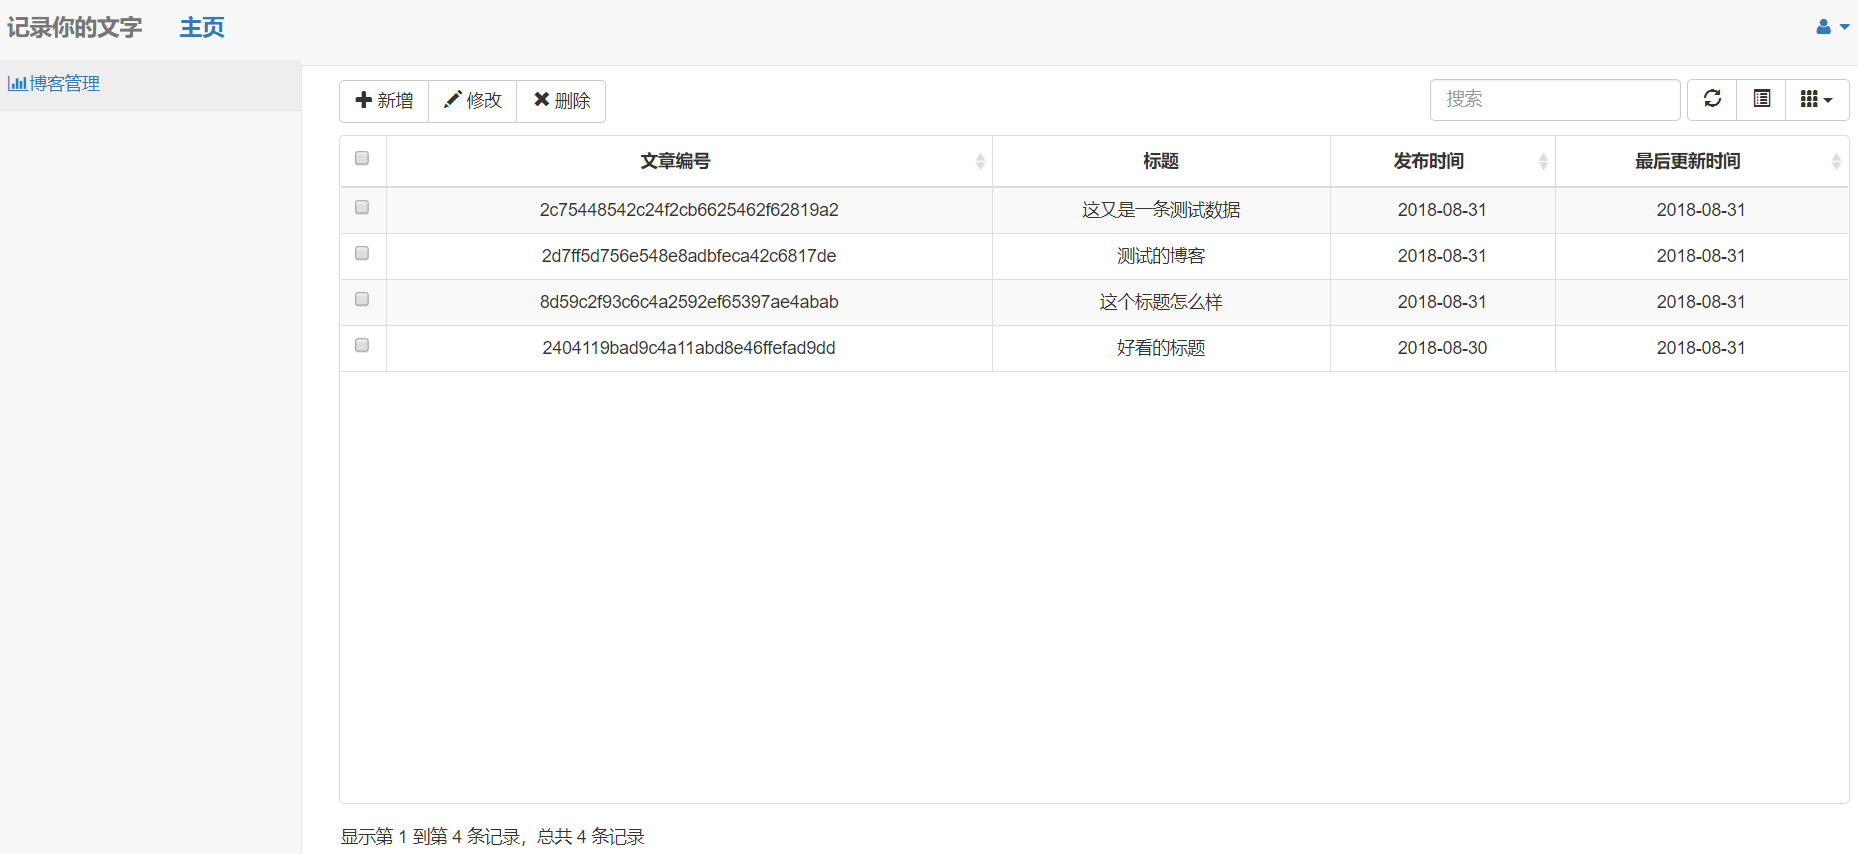 记录你的文字 主页
博客管理
新增 修改 删除 搜索
文章编号 标题 发布时间 最后更新时间
2c75448542c24f2cb6625462f62819a2 这又是一条测试数据 2018-08-31 2018-08-31
2d7ff5d756e548e8adbfeca42c6817de 测试的博客 2018-08-31 2018-08-31
8d59c2f93c6c4a2592ef65397ae4abab 这个标题怎么样 2018-08-31 2018-08-31
2404119bad9c4a11abd8e46ffefad9dd 好看的标题 2018-08-30 2018-08-31
显示第 1 到第 4 条记录，总共 4 条记录